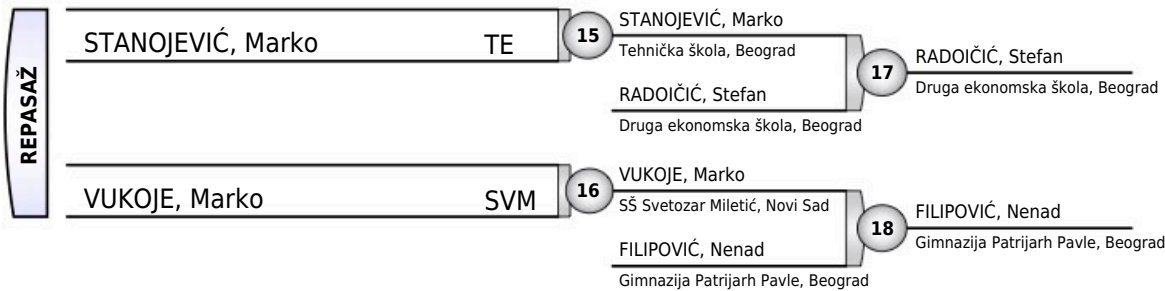 REPASAŽ
STANOJEVIĆ, Marko TE
15
STANOJEVIĆ, Marko
Tehnička škola, Beograd
RADOIČIĆ, Stefan
Druga ekonomska škola, Beograd
17
RADOIČIĆ, Stefan
Druga ekonomska škola, Beograd
VUKOJE, Marko SVM
16
VUKOJE, Marko
SŠ Svetozar Miletić, Novi Sad
FILIPOVIĆ, Nenad
Gimnazija Patrijarh Pavle, Beograd
18
FILIPOVIĆ, Nenad
Gimnazija Patrijarh Pavle, Beograd